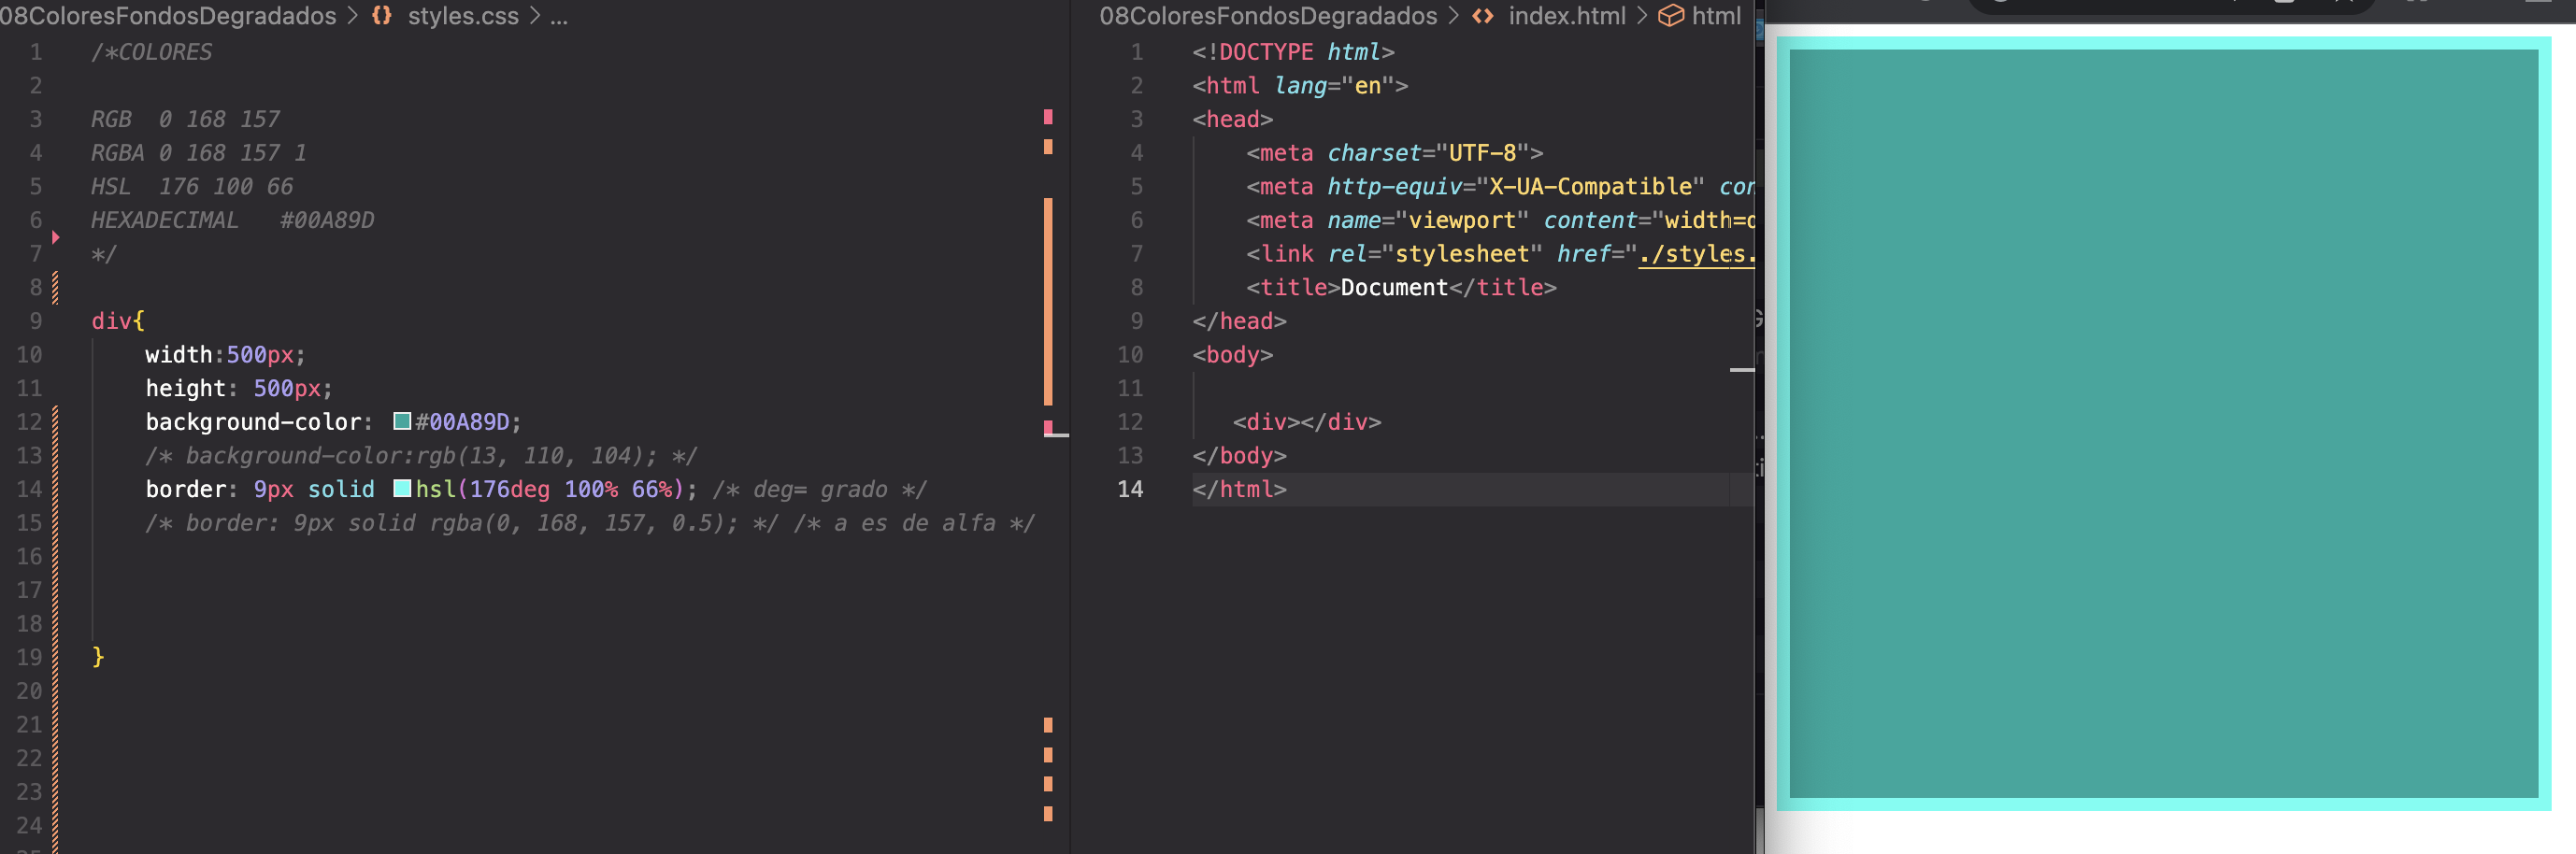 08ColoresFondosDegradados > {} styles.css > ...
1 /*COLORES
2
3 RGB  0 168 157
4 RGBA 0 168 157 1
5 HSL  176 100 66
6 HEXADECIMAL   #00A89D
7 */
8
9 div{
10     width:500px;
11     height: 500px;
12     background-color: #00A89D;
13     /* background-color:rgb(13, 110, 104); */
14     border: 9px solid hsl(176deg 100% 66%); /* deg= grado */
15     /* border: 9px solid rgba(0, 168, 157, 0.5); */ /* a es de alfa */
16
17
18
19 }
20
21
22
23
24
08ColoresFondosDegradados > <> index.html > html
1 <!DOCTYPE html>
2 <html lang="en">
3 <head>
4     <meta charset="UTF-8">
5     <meta http-equiv="X-UA-Compatible" con
6     <meta name="viewport" content="width=d
7     <link rel="stylesheet" href="./styles.
8     <title>Document</title>
9 </head>
10 <body>
11
12    <div></div>
13 </body>
14 </html>